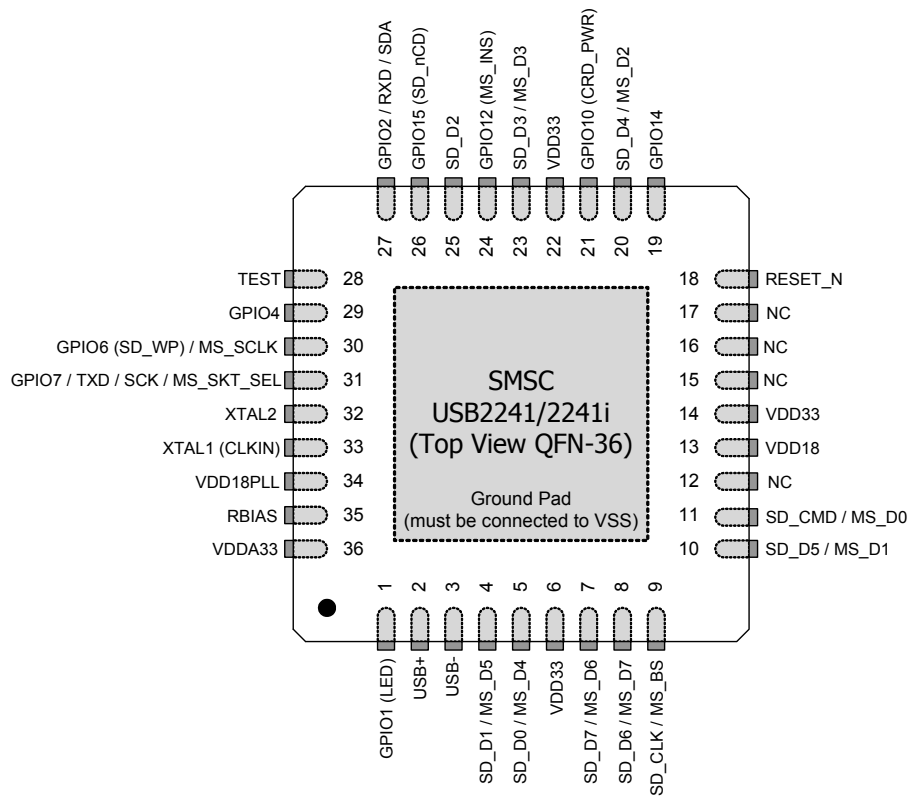 GPIO2 / RXD / SDA
GPIO15 (SD_nCD)
SD_D2
GPIO12 (MS_INS)
SD_D3 / MS_D3
VDD33
GPIO10 (CRD_PWR)
SD_D4 / MS_D2
GPIO14
27
26
25
24
23
22
21
20
19
TEST 28
GPIO4 29
GPIO6 (SD_WP) / MS_SCLK 30
GPIO7 / TXD / SCK / MS_SKT_SEL 31
XTAL2 32
XTAL1 (CLKIN) 33
VDD18PLL 34
RBIAS 35
VDDA33 36
SMSC
USB2241/2241i
(Top View QFN-36)
Ground Pad
(must be connected to VSS)
18 RESET_N
17 NC
16 NC
15 NC
14 VDD33
13 VDD18
12 NC
11 SD_CMD / MS_D0
10 SD_D5 / MS_D1
1
2
3
4
5
6
7
8
9
GPIO1 (LED)
USB+
USB-
SD_D1 / MS_D5
SD_D0 / MS_D4
VDD33
SD_D7 / MS_D6
SD_D6 / MS_D7
SD_CLK / MS_BS